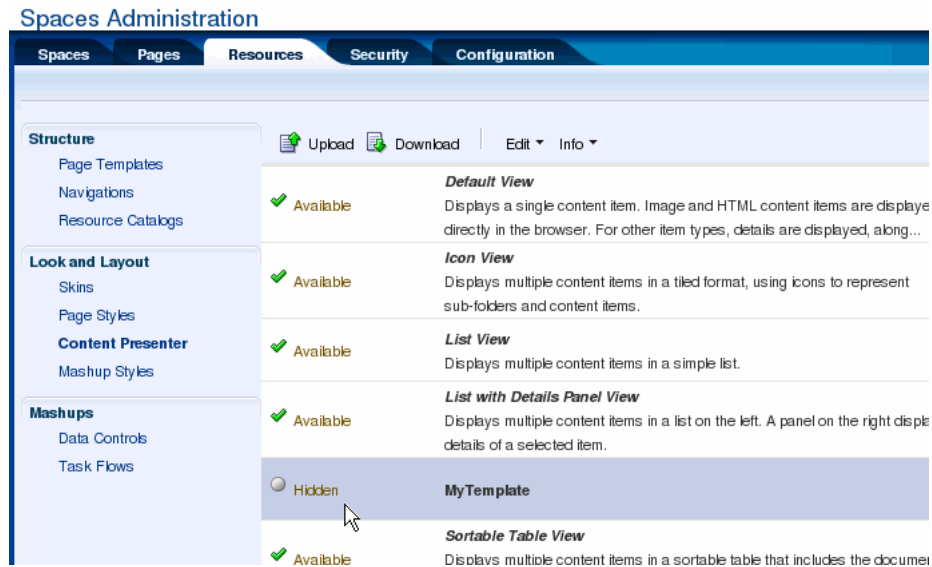 Spaces Administration
Spaces Pages Resources Security Configuration
Structure
Page Templates
Navigations
Resource Catalogs
Look and Layout
Skins
Page Styles
Content Presenter
Mashup Styles
Mashups
Data Controls
Task Flows
Upload Download Edit Info
Default View
Available
Displays a single content item. Image and HTML content items are displaye
directly in the browser. For other item types, details are displayed, along...
Icon View
Available
Displays multiple content items in a tiled format, using icons to represent
sub-folders and content items.
List View
Available
Displays multiple content items in a simple list.
List with Details Panel View
Available
Displays multiple content items in a list on the left. A panel on the right displa
details of a selected item.
Hidden MyTemplate
Sortable Table View
Available
Displays multiple content items in a sortable table that includes the documen